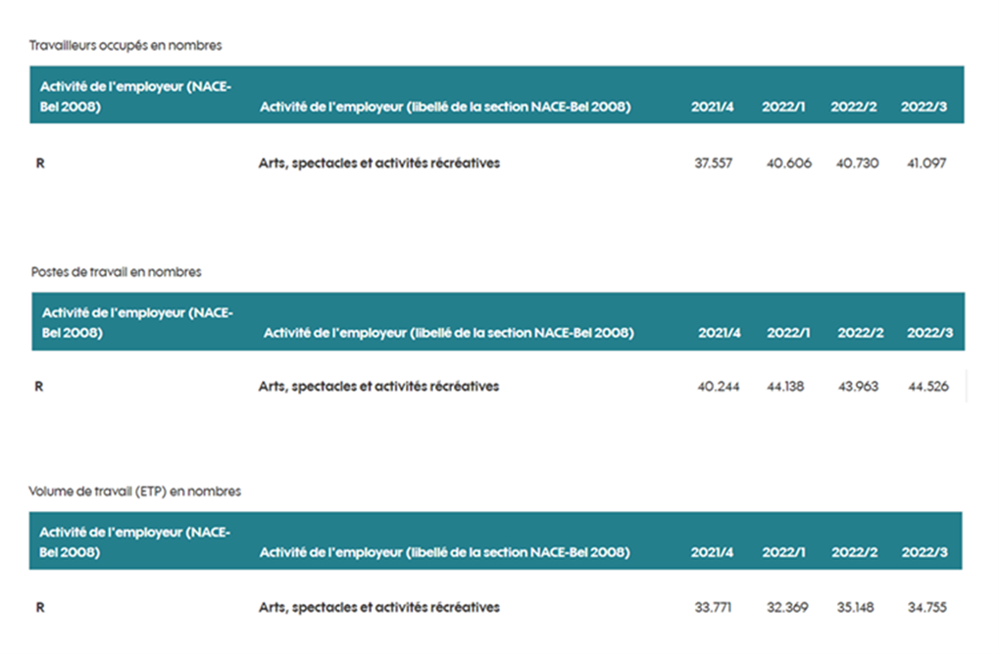 Travailleurs occupés en nombres
Activité de l'employeur (NACE-
Bel 2008) Activité de l'employeur (libellé de la section NACE-Bel 2008) 2021/4 2022/1 2022/2 2022/3
R Arts, spectacles et activités récréatives 37.557 40.606 40.730 41.097
Postes de travail en nombres
Activité de l'employeur (NACE-
Bel 2008) Activité de l'employeur (libellé de la section NACE-Bel 2008) 2021/4 2022/1 2022/2 2022/3
R Arts, spectacles et activités récréatives 40.244 44.138 43.963 44.526
Volume de travail (ETP) en nombres
Activité de l'employeur (NACE-
Bel 2008) Activité de l'employeur (libellé de la section NACE-Bel 2008) 2021/4 2022/1 2022/2 2022/3
R Arts, spectacles et activités récréatives 33.771 32.369 35.148 34.755